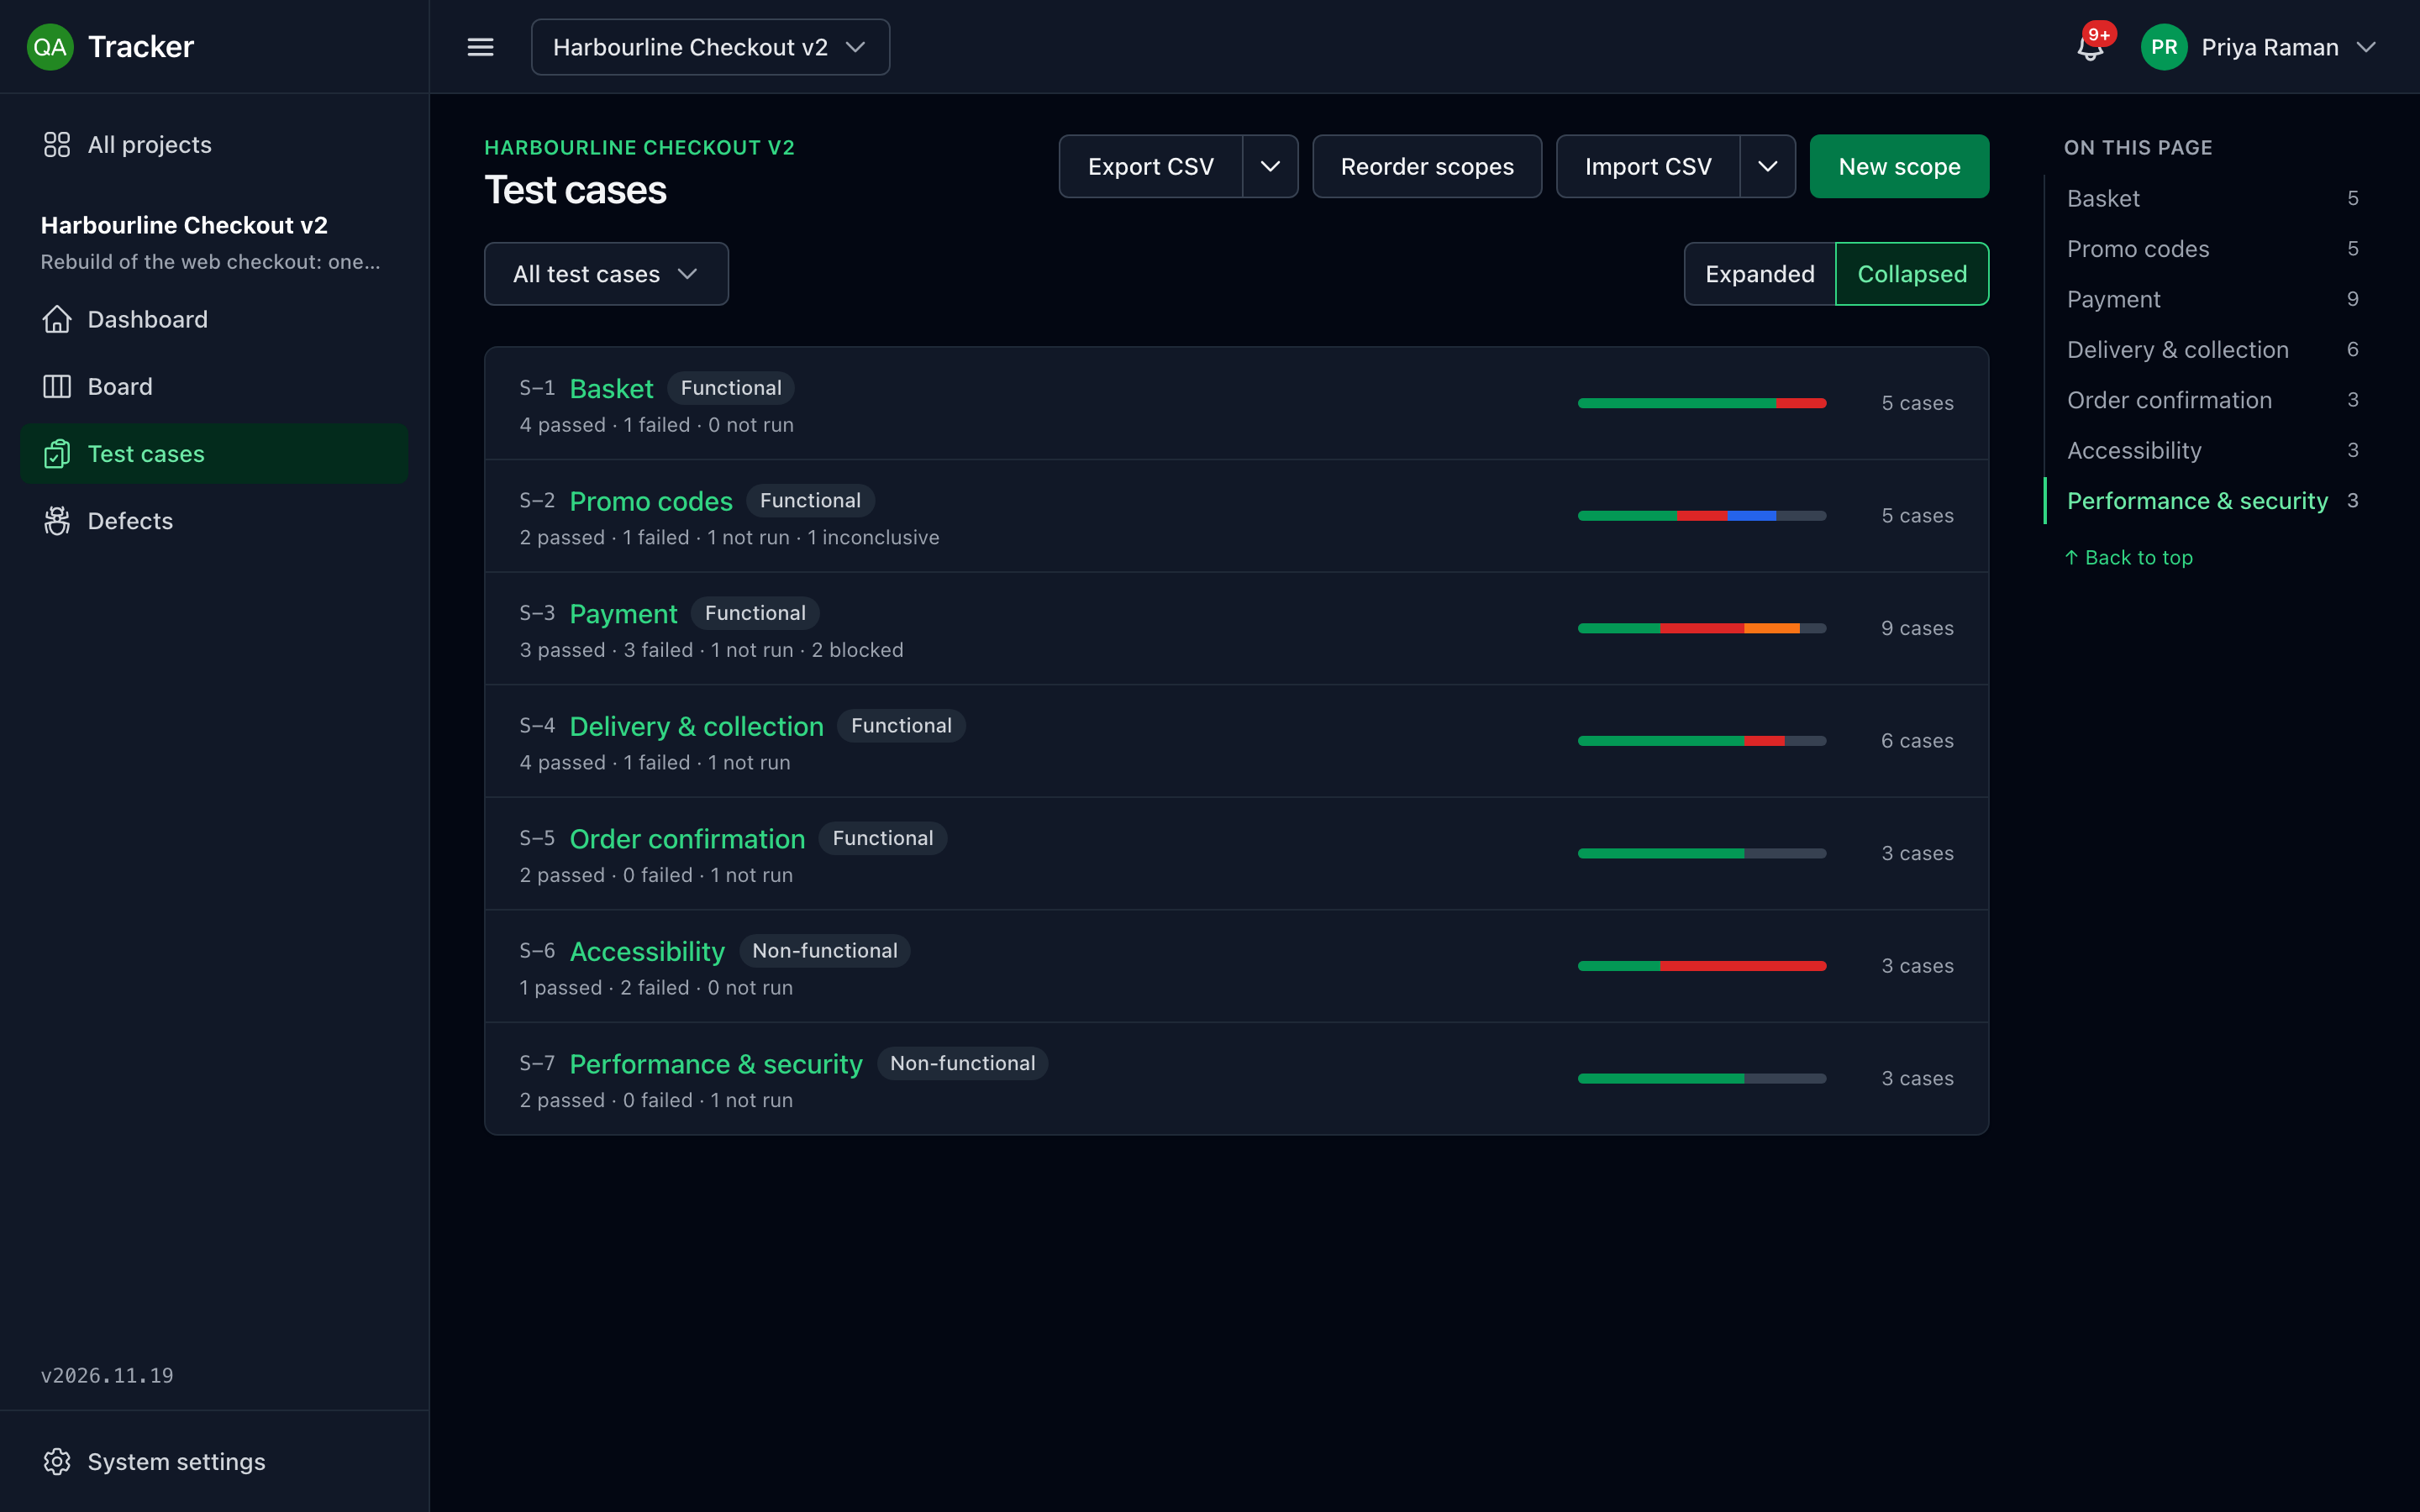 QA Tracker
Harbourline Checkout v2
9+
PR Priya Raman
All projects
Harbourline Checkout v2
Rebuild of the web checkout: one...
Dashboard
Board
Test cases
Defects
v2026.11.19
System settings
HARBOURLINE CHECKOUT V2
Test cases
Export CSV
Reorder scopes
Import CSV
New scope
All test cases
Expanded
Collapsed
S-1 Basket Functional
4 passed · 1 failed · 0 not run
5 cases
S-2 Promo codes Functional
2 passed · 1 failed · 1 not run · 1 inconclusive
5 cases
S-3 Payment Functional
3 passed · 3 failed · 1 not run · 2 blocked
9 cases
S-4 Delivery & collection Functional
4 passed · 1 failed · 1 not run
6 cases
S-5 Order confirmation Functional
2 passed · 0 failed · 1 not run
3 cases
S-6 Accessibility Non-functional
1 passed · 2 failed · 0 not run
3 cases
S-7 Performance & security Non-functional
2 passed · 0 failed · 1 not run
3 cases
ON THIS PAGE
Basket 5
Promo codes 5
Payment 9
Delivery & collection 6
Order confirmation 3
Accessibility 3
Performance & security 3
↑ Back to top